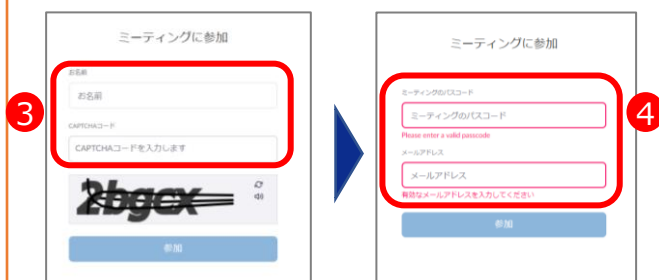 ミーティングに参加
③
お名前
お名前
CAPTCHAコード
CAPTCHAコードを入力します
2bgcx
参加
ミーティングに参加
④
ミーティングのパスコード
ミーティングのパスコード
Please enter a valid passcode
メールアドレス
メールアドレス
有効なメールアドレスを入力してください
参加